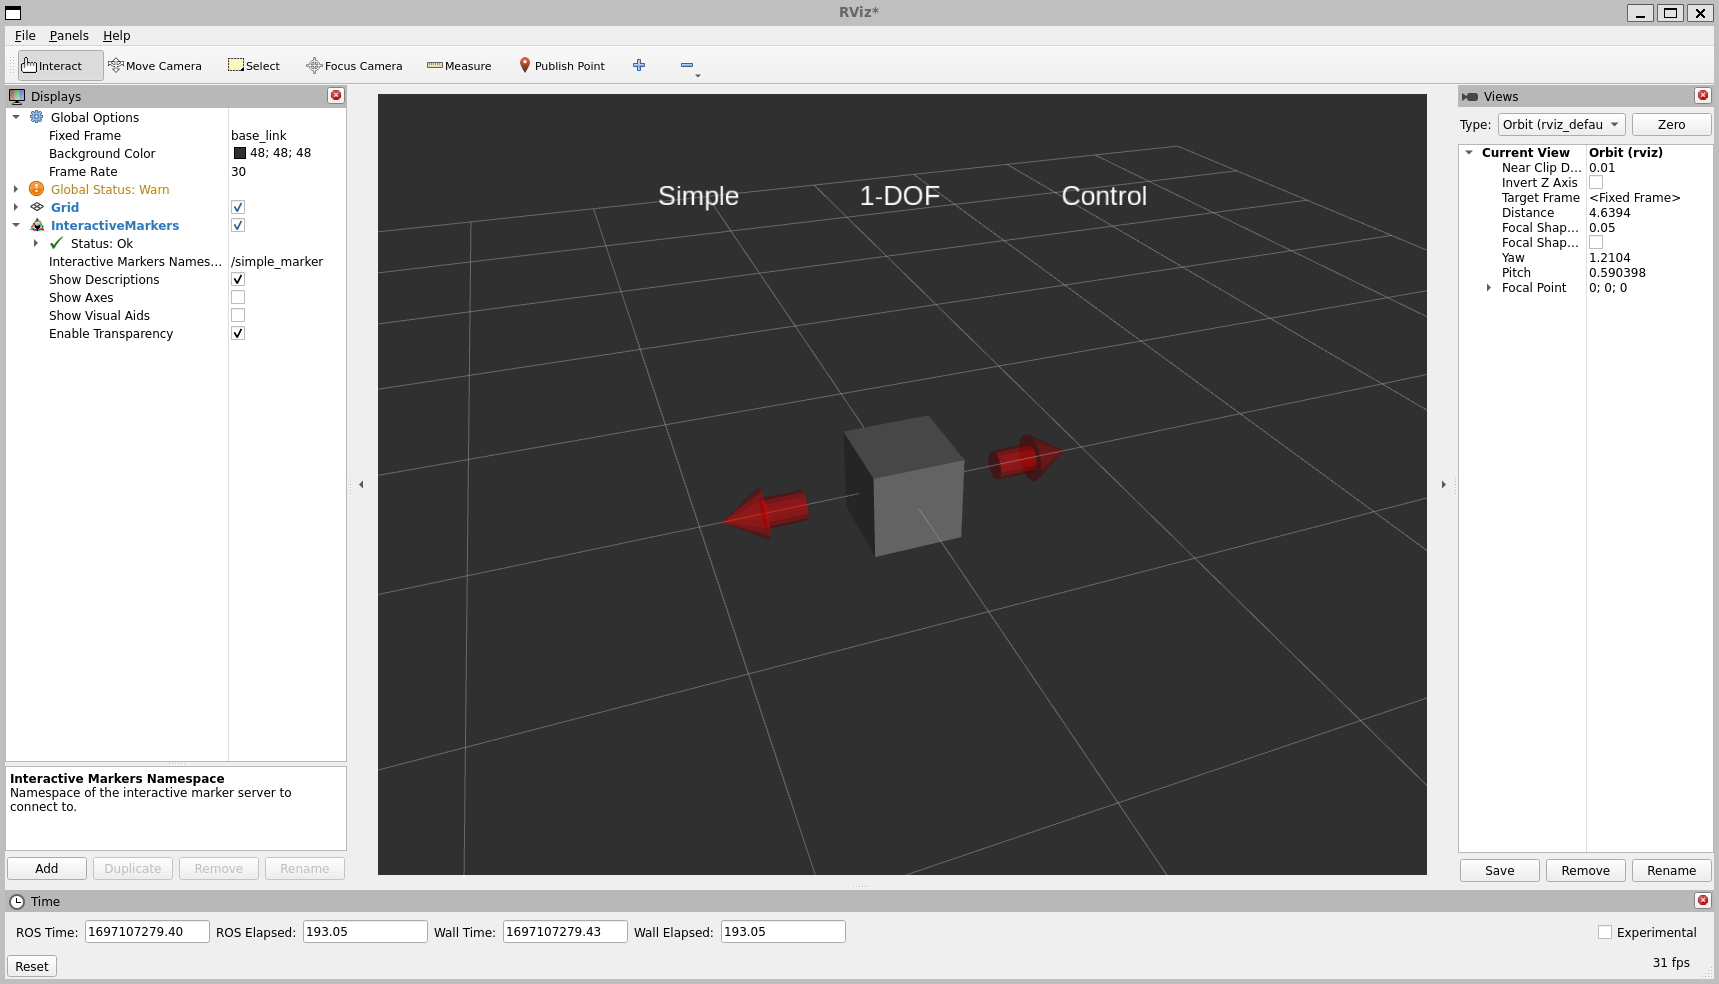 RViz*
File Panels Help
Interact Move Camera Select Focus Camera Measure Publish Point
Displays
Global Options
Fixed Frame base_link
Background Color 48; 48; 48
Frame Rate 30
Global Status: Warn
Grid
InteractiveMarkers
Status: Ok
Interactive Markers Names... /simple_marker
Show Descriptions
Show Axes
Show Visual Aids
Enable Transparency
Interactive Markers Namespace
Namespace of the interactive marker server to
connect to.
Add Duplicate Remove Rename
Simple 1-DOF Control
Views
Type: Orbit (rviz_defau Zero
Current View Orbit (rviz)
Near Clip D... 0.01
Invert Z Axis
Target Frame <Fixed Frame>
Distance 4.6394
Focal Shap... 0.05
Focal Shap...
Yaw 1.2104
Pitch 0.590398
Focal Point 0; 0; 0
Save Remove Rename
Time
ROS Time: 1697107279.40 ROS Elapsed: 193.05 Wall Time: 1697107279.43 Wall Elapsed: 193.05 Experimental
Reset 31 fps